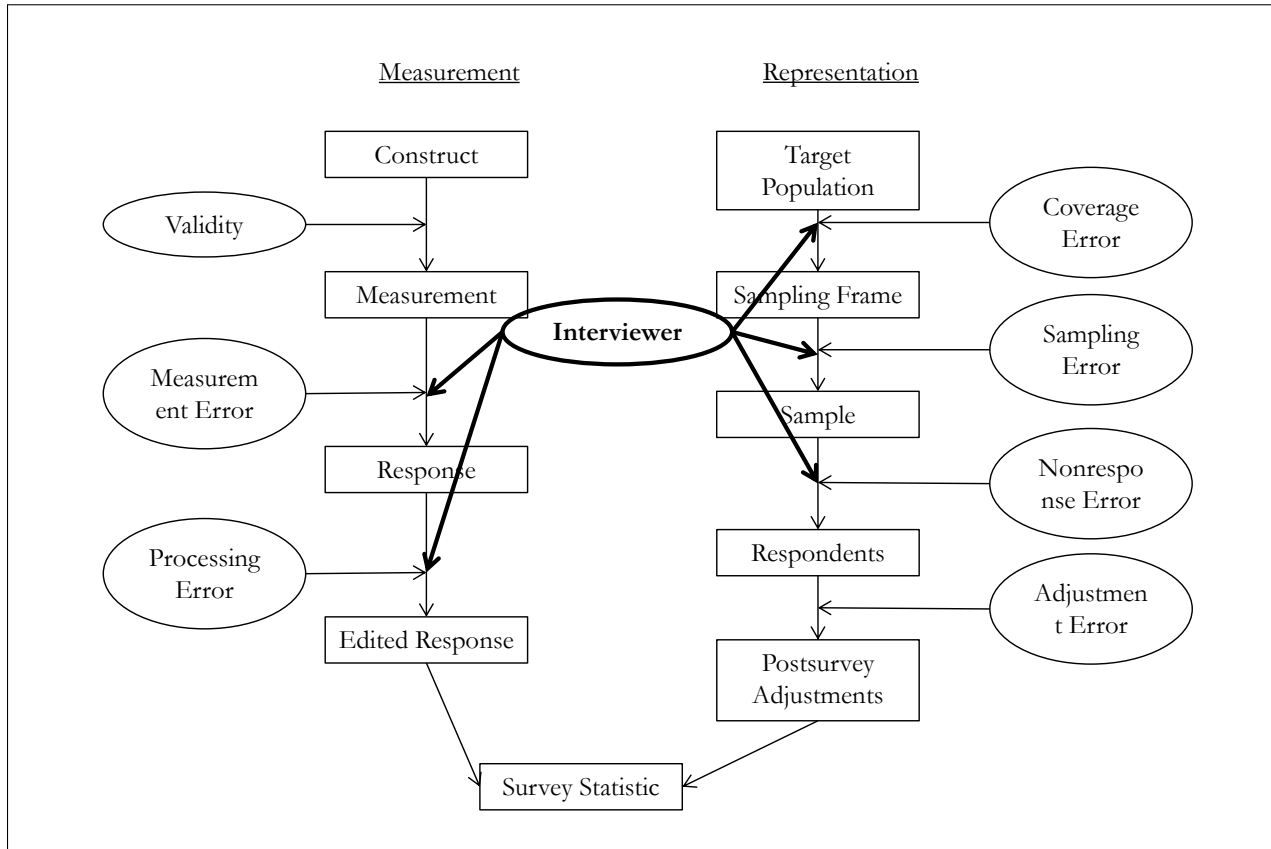 Measurement
Representation
Construct
Target
Population
Validity
Coverage
Error
Measurement
Sampling Frame
Interviewer
Sampling
Error
Measurem
ent Error
Sample
Response
Nonrespo
nse Error
Processing
Error
Respondents
Adjustmen
t Error
Edited Response
Postsurvey
Adjustments
Survey Statistic